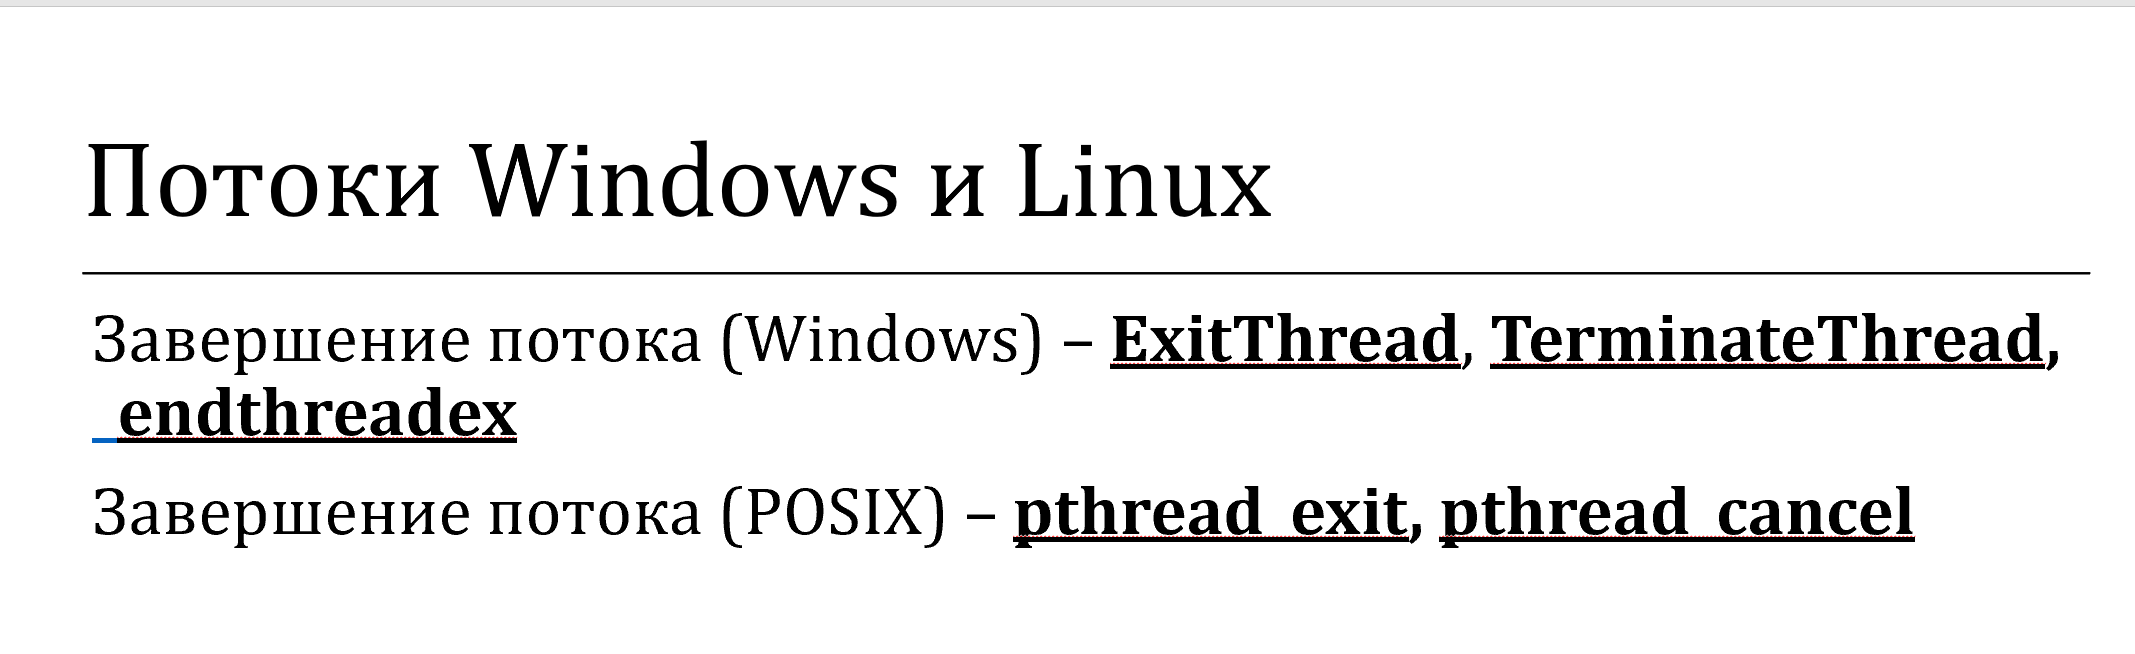 Потоки Windows и Linux
Завершение потока (Windows) – ExitThread, TerminateThread,
_endthreadex
Завершение потока (POSIX) – pthread_exit, pthread_cancel